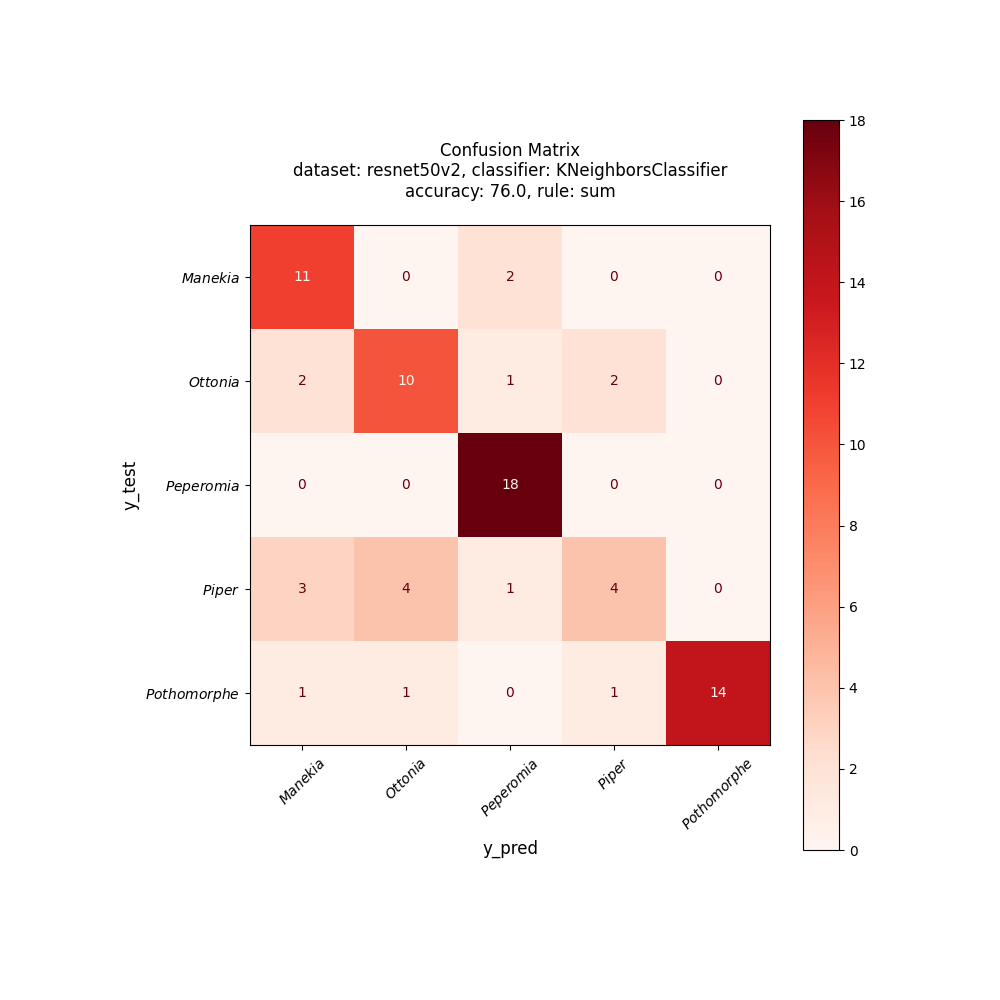 Confusion Matrix
dataset: resnet50v2, classifier: KNeighborsClassifier
accuracy: 76.0, rule: sum
Manekia 11 0 2 0 0
Ottonia 2 10 1 2 0
Peperomia 0 0 18 0 0
Piper 3 4 1 4 0
Pothomorphe 1 1 0 1 14
y_test
Manekia Ottonia Peperomia Piper Pothomorphe
y_pred
18
16
14
12
10
8
6
4
2
0